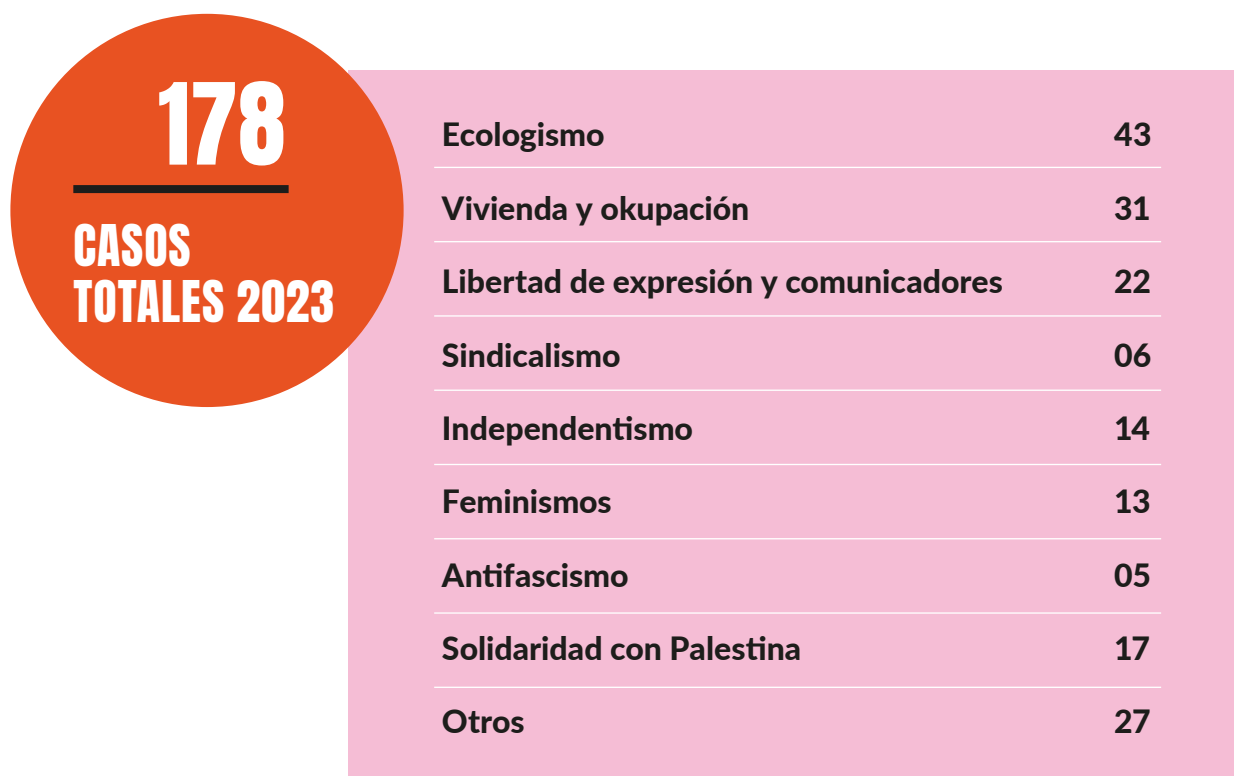 178
CASOS
TOTALES 2023
Ecologismo 43
Vivienda y okupación 31
Libertad de expresión y comunicadores 22
Sindicalismo 06
Independentismo 14
Feminismos 13
Antifascismo 05
Solidaridad con Palestina 17
Otros 27